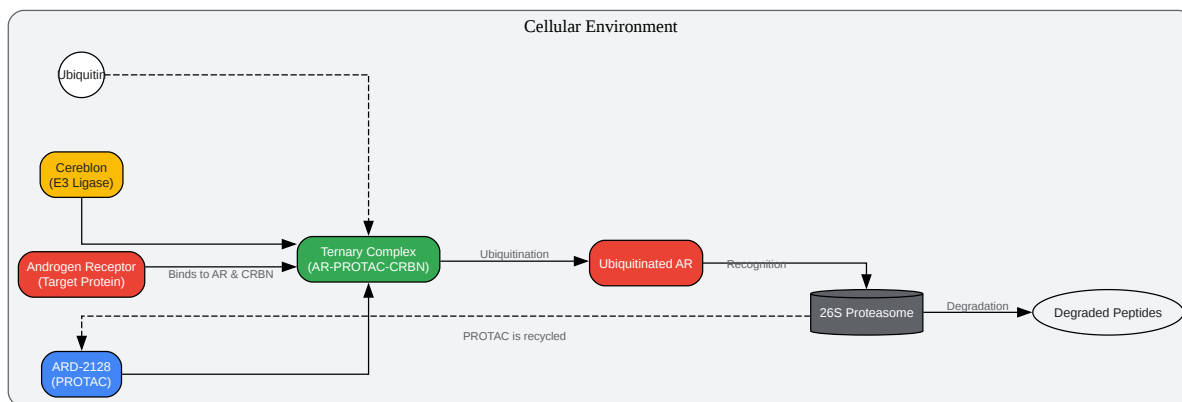 Cellular Environment
Ubiquitin
Cereblon
(E3 Ligase)
Androgen Receptor
(Target Protein)
Binds to AR & CRBN
Ternary Complex
(AR-PROTAC-CRBN)
Ubiquitination
Ubiquitinated AR
Recognition
26S Proteasome
Degradation
Degraded Peptides
PROTAC is recycled
ARD-2128
(PROTAC)